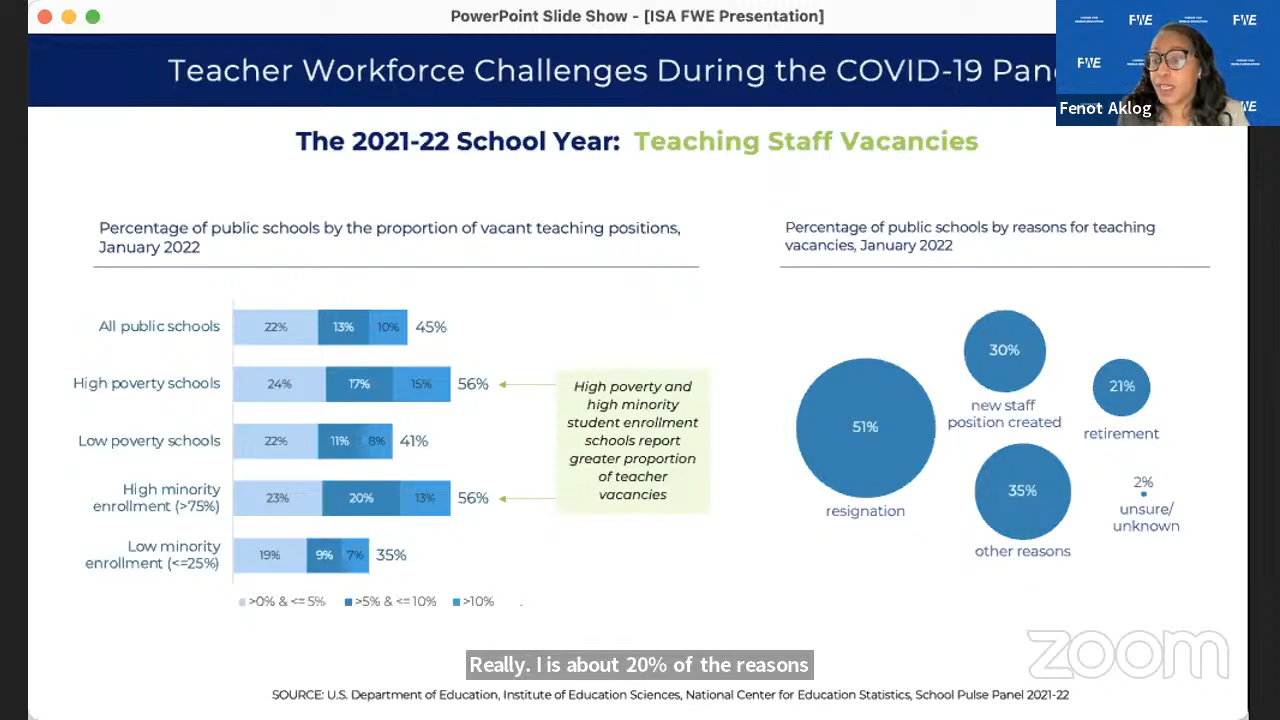 PowerPoint Slide Show - [ISA FWE Presentation]
FWE
FWE
FWE
Fenot Aklog
Teacher Workforce Challenges During the COVID-19 Pan
The 2021-22 School Year: Teaching Staff Vacancies
Percentage of public schools by the proportion of vacant teaching positions,
January 2022
All public schools
22% 13% 10% 45%
High poverty schools
24% 17% 15% 56%
Low poverty schools
22% 11% 8% 41%
High minority
enrollment (>75%)
23% 20% 13% 56%
Low minority
enrollment (<=25%)
19% 9% 7% 35%
>0% & <=5% >5% & <=10% >10%
High poverty and
high minority
student enrollment
schools report
greater proportion
of teacher
vacancies
Percentage of public schools by reasons for teaching
vacancies, January 2022
51%
resignation
30%
new staff
position created
21%
retirement
35%
other reasons
2%
unsure/
unknown
zoom
Really. I is about 20% of the reasons
SOURCE: U.S. Department of Education, Institute of Education Sciences, National Center for Education Statistics, School Pulse Panel 2021-22